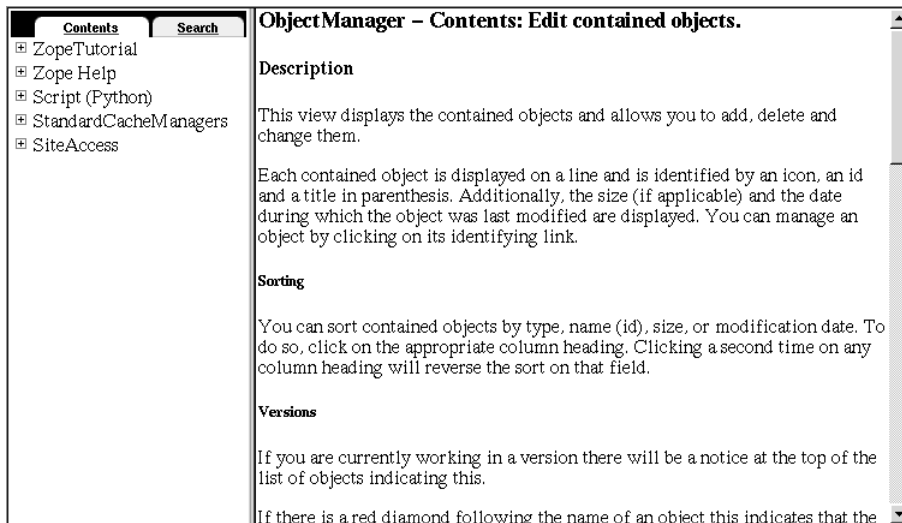 Contents Search
ZopeTutorial
Zope Help
Script (Python)
StandardCacheManagers
SiteAccess
ObjectManager – Contents: Edit contained objects.
Description
This view displays the contained objects and allows you to add, delete and
change them.
Each contained object is displayed on a line and is identified by an icon, an id
and a title in parenthesis. Additionally, the size (if applicable) and the date
during which the object was last modified are displayed. You can manage an
object by clicking on its identifying link.
Sorting
You can sort contained objects by type, name (id), size, or modification date. To
do so, click on the appropriate column heading. Clicking a second time on any
column heading will reverse the sort on that field.
Versions
If you are currently working in a version there will be a notice at the top of the
list of objects indicating this.
If there is a red diamond following the name of an object this indicates that the